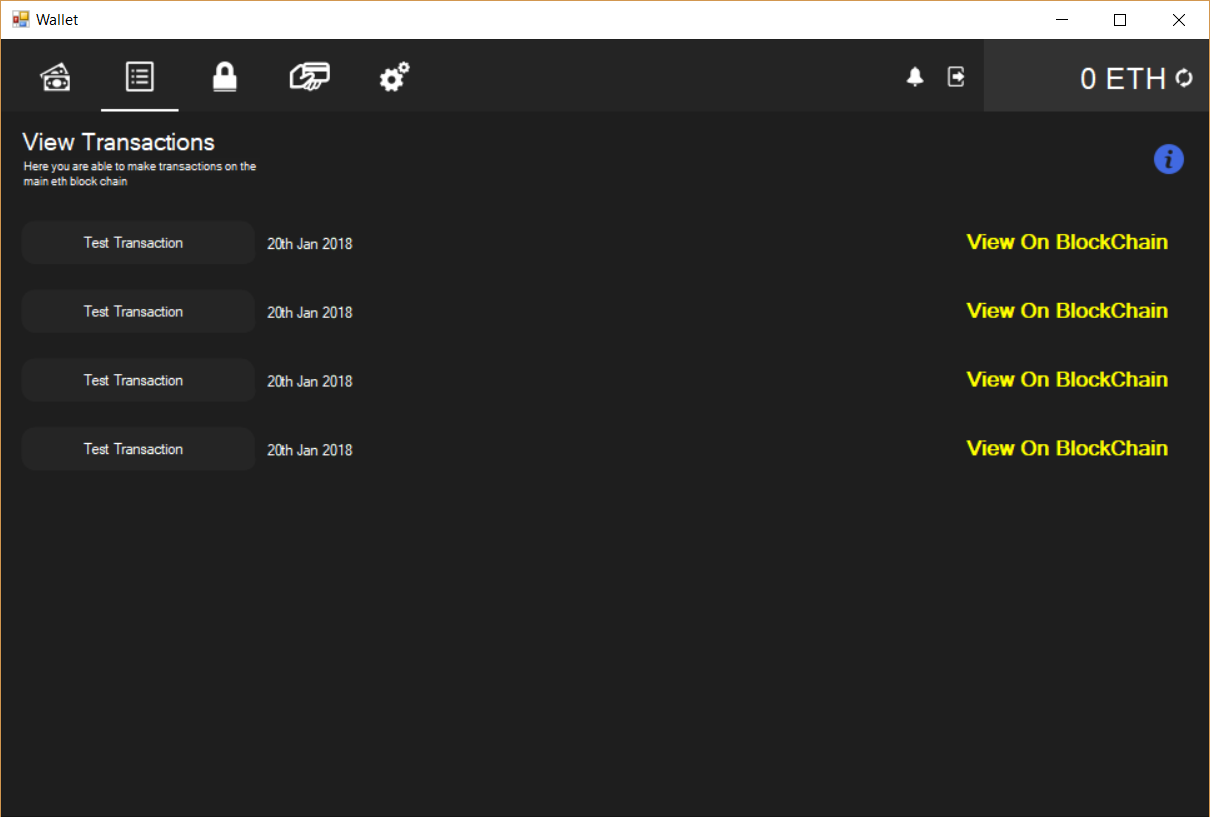 Wallet
0 ETH
View Transactions
Here you are able to make transactions on the
main eth block chain
Test Transaction 20th Jan 2018 View On BlockChain
Test Transaction 20th Jan 2018 View On BlockChain
Test Transaction 20th Jan 2018 View On BlockChain
Test Transaction 20th Jan 2018 View On BlockChain